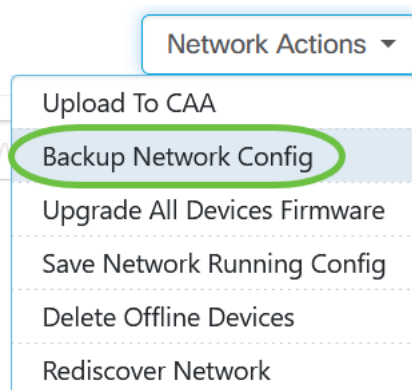 Network Actions
Upload To CAA
Backup Network Config
Upgrade All Devices Firmware
Save Network Running Config
Delete Offline Devices
Rediscover Network